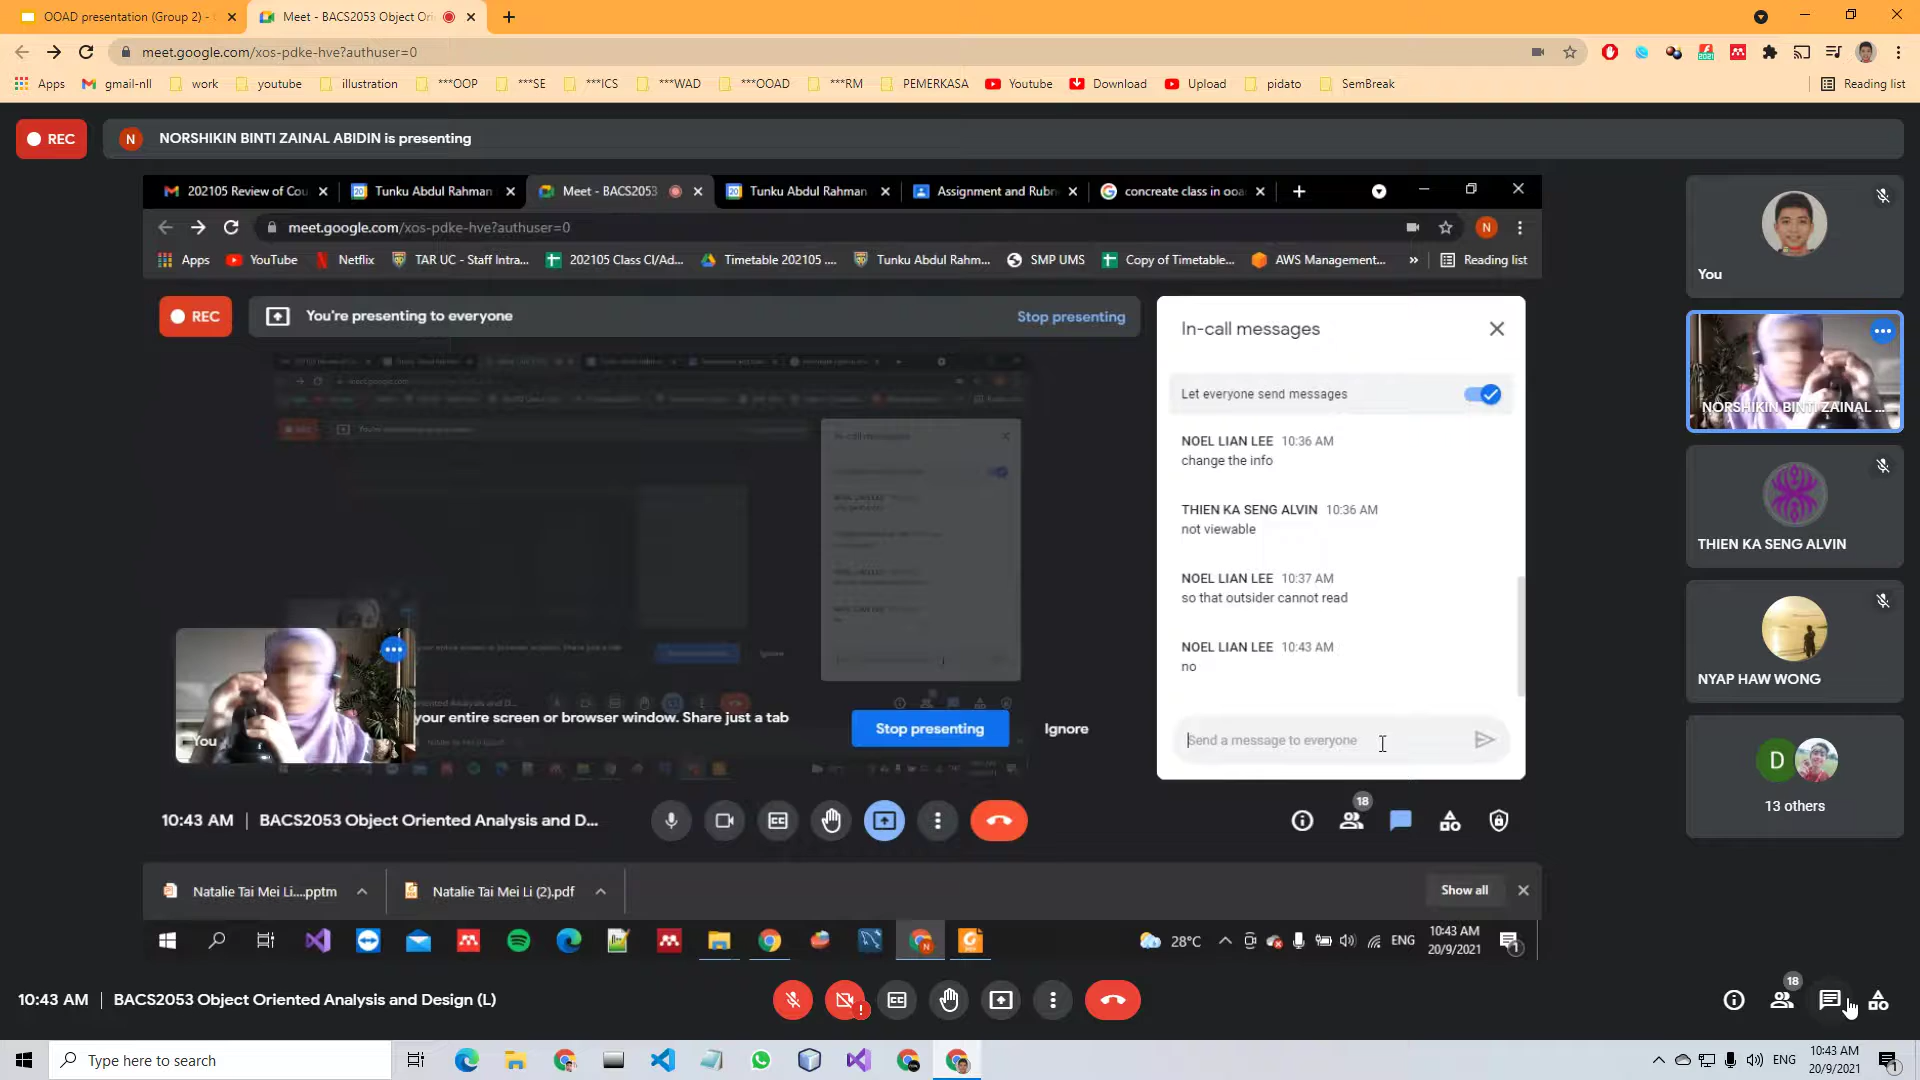 OOAD presentation (Group 2) -
Meet - BACS2053 Object Ori
meet.google.com/xos-pdke-hve?authuser=0
Apps
gmail-nll
work
youtube
illustration
***OOP
***SE
***ICS
***WAD
***OOAD
***RM
PEMERKASA
Youtube
Download
Upload
pidato
SemBreak
Reading list
REC
N
NORSHIKIN BINTI ZAINAL ABIDIN is presenting
202105 Review of Cou
Tunku Abdul Rahman
Meet - BACS2053
Tunku Abdul Rahman
Assignment and Rubri
concreate class in ooa
meet.google.com/xos-pdke-hve?authuser=0
N
Apps
YouTube
Netflix
TAR UC - Staff Intra...
202105 Class CI/Ad...
Timetable 202105 ....
Tunku Abdul Rahm...
SMP UMS
Copy of Timetable...
AWS Management...
Reading list
REC
You're presenting to everyone
Stop presenting
In-call messages
Let everyone send messages
NOEL LIAN LEE 10:36 AM
change the info
THIEN KA SENG ALVIN 10:36 AM
not viewable
NOEL LIAN LEE 10:37 AM
so that outsider cannot read
NOEL LIAN LEE 10:43 AM
no
Send a message to everyone
You
your entire screen or browser window. Share just a tab
Stop presenting
Ignore
10:43 AM | BACS2053 Object Oriented Analysis and D...
18
Natalie Tai Mei Li....pptm
Natalie Tai Mei Li (2).pdf
Show all
28°C
ENG
10:43 AM
20/9/2021
1
You
NORSHIKIN BINTI ZAINAL ...
THIEN KA SENG ALVIN
NYAP HAW WONG
D
13 others
10:43 AM | BACS2053 Object Oriented Analysis and Design (L)
18
Type here to search
ENG
10:43 AM
20/9/2021
1